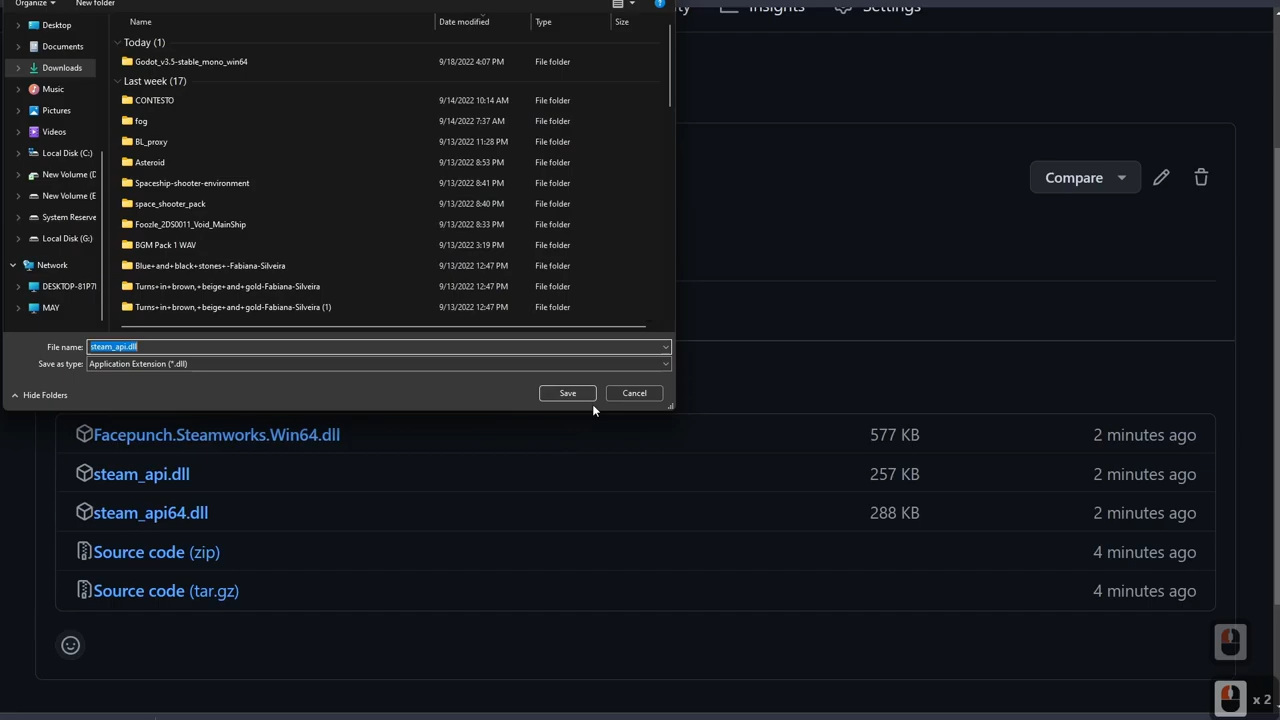 Organize New folder
Insights Settings
Name Date modified Type Size
Desktop
Documents
Downloads
Music
Pictures
Videos
Local Disk (C:)
New Volume (D
New Volume (E
System Reserve
Local Disk (G:)
Network
DESKTOP-81P7I
MAY
Today (1)
Godot_v3.5-stable_mono_win64 9/18/2022 4:07 PM File folder
Last week (17)
CONTESTO 9/14/2022 10:14 AM File folder
fog 9/14/2022 7:37 AM File folder
BL_proxy 9/13/2022 11:28 PM File folder
Asteroid 9/13/2022 8:53 PM File folder
Spaceship-shooter-environment 9/13/2022 8:41 PM File folder
space_shooter_pack 9/13/2022 8:40 PM File folder
Foozle_2DS0011_Void_MainShip 9/13/2022 8:33 PM File folder
BGM Pack 1 WAV 9/13/2022 3:19 PM File folder
Blue+and+black+stones+-Fabiana-Silveira 9/13/2022 12:47 PM File folder
Turns+in+brown,+beige+and+gold-Fabiana-Silveira 9/13/2022 12:47 PM File folder
Turns+in+brown,+beige+and+gold-Fabiana-Silveira (1) 9/13/2022 12:47 PM File folder
Compare
File name: steam_api.dll
Save as type: Application Extension (*.dll)
Hide Folders Save Cancel
Facepunch.Steamworks.Win64.dll 577 KB 2 minutes ago
steam_api.dll 257 KB 2 minutes ago
steam_api64.dll 288 KB 2 minutes ago
Source code (zip) 4 minutes ago
Source code (tar.gz) 4 minutes ago
x 2